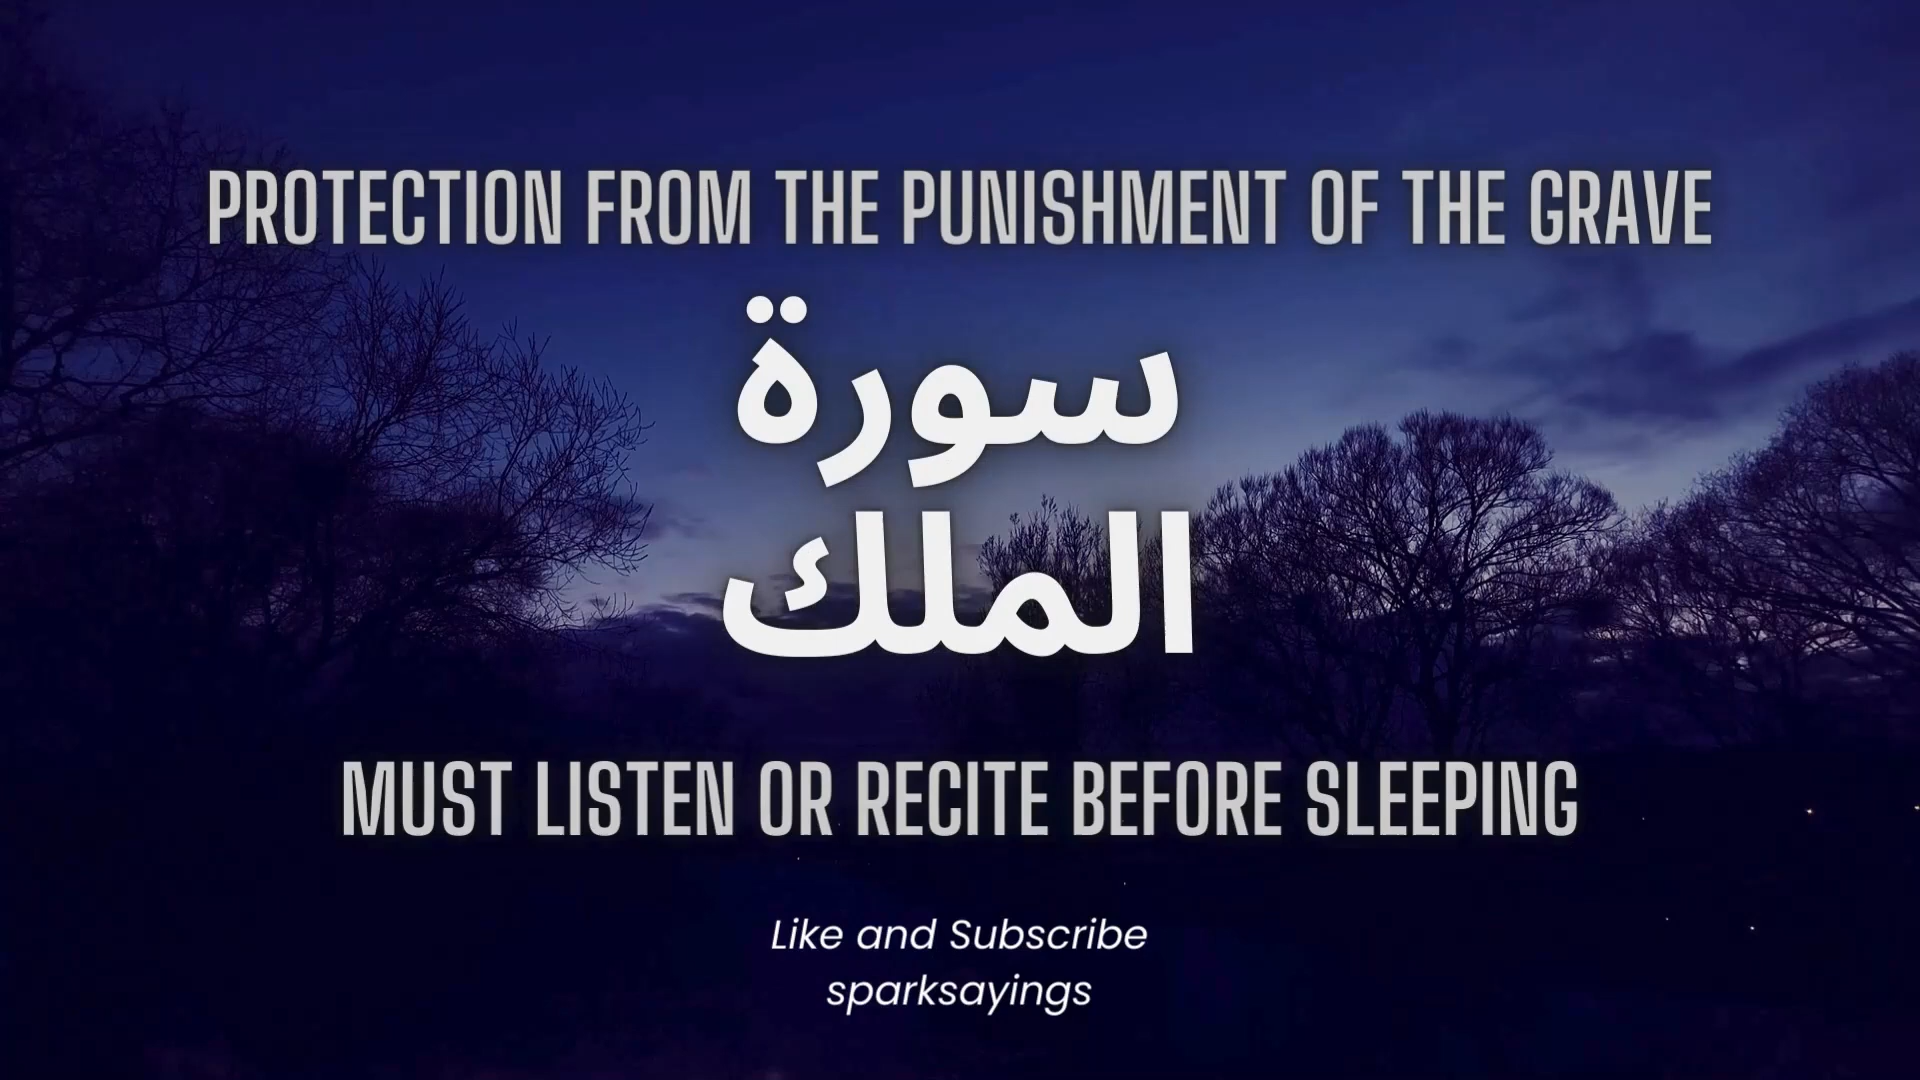 PROTECTION FROM THE PUNISHMENT OF THE GRAVE
سورة
الملك
MUST LISTEN OR RECITE BEFORE SLEEPING
Like and Subscribe
sparksayings